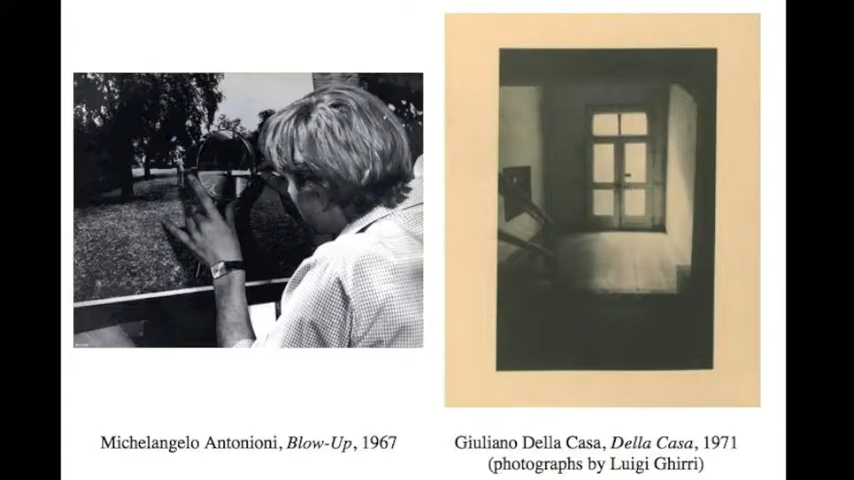 Michelangelo Antonioni, Blow-Up, 1967
Giuliano Della Casa, Della Casa, 1971
(photographs by Luigi Ghirri)